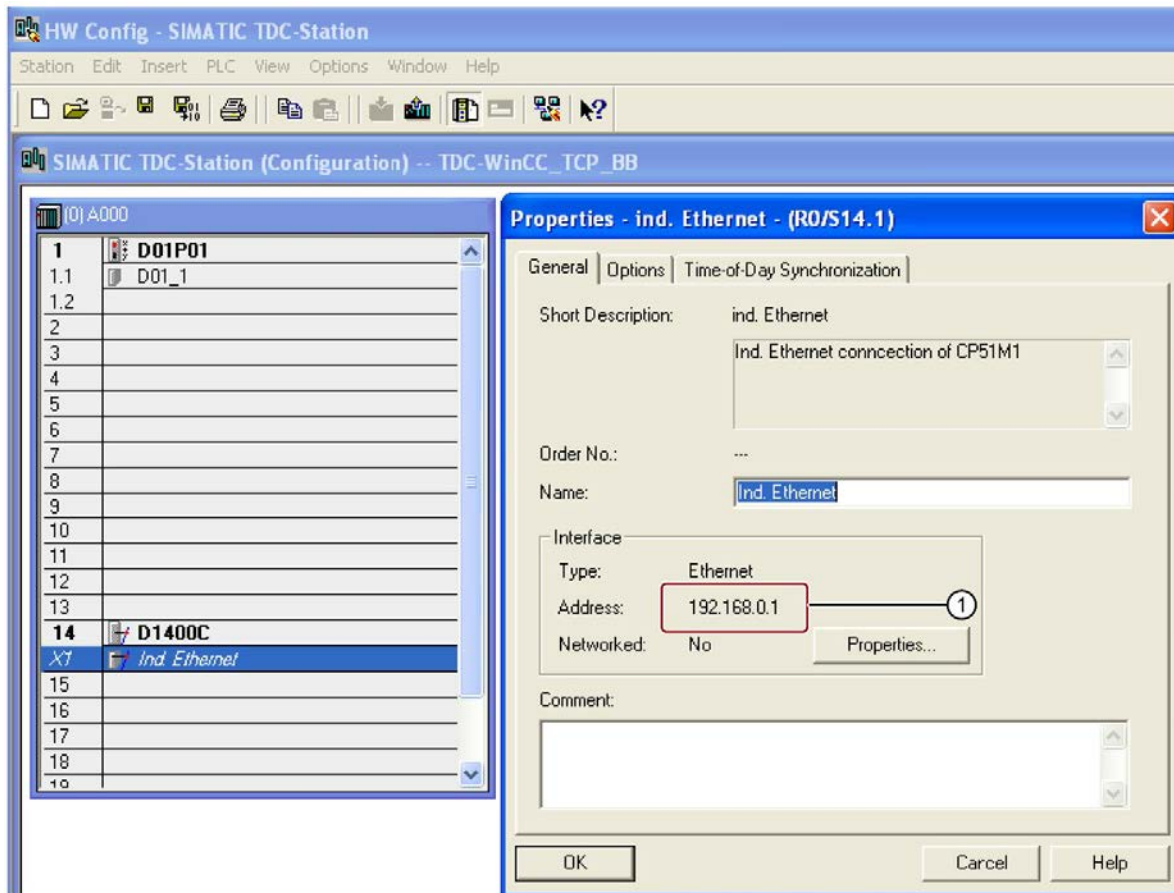 HW Config - SIMATIC TDC-Station
Station Edit Insert PLC View Options Window Help
SIMATIC TDC-Station (Configuration) -- TDC-WinCC_TCP_BB
(0) A000
1 D01P01
1.1 D01_1
1.2
2
3
4
5
6
7
8
9
10
11
12
13
14 D1400C
X1 Ind. Ethernet
15
16
17
18
19
Properties - ind. Ethernet - (R0/S14.1)
General Options Time-of-Day Synchronization
Short Description: ind. Ethernet
Ind. Ethernet conncection of CP51M1
Order No.: ---
Name: Ind. Ethernet
Interface
Type: Ethernet
Address: 192.168.0.1 1
Networked: No Properties...
Comment:
OK Carcel Help